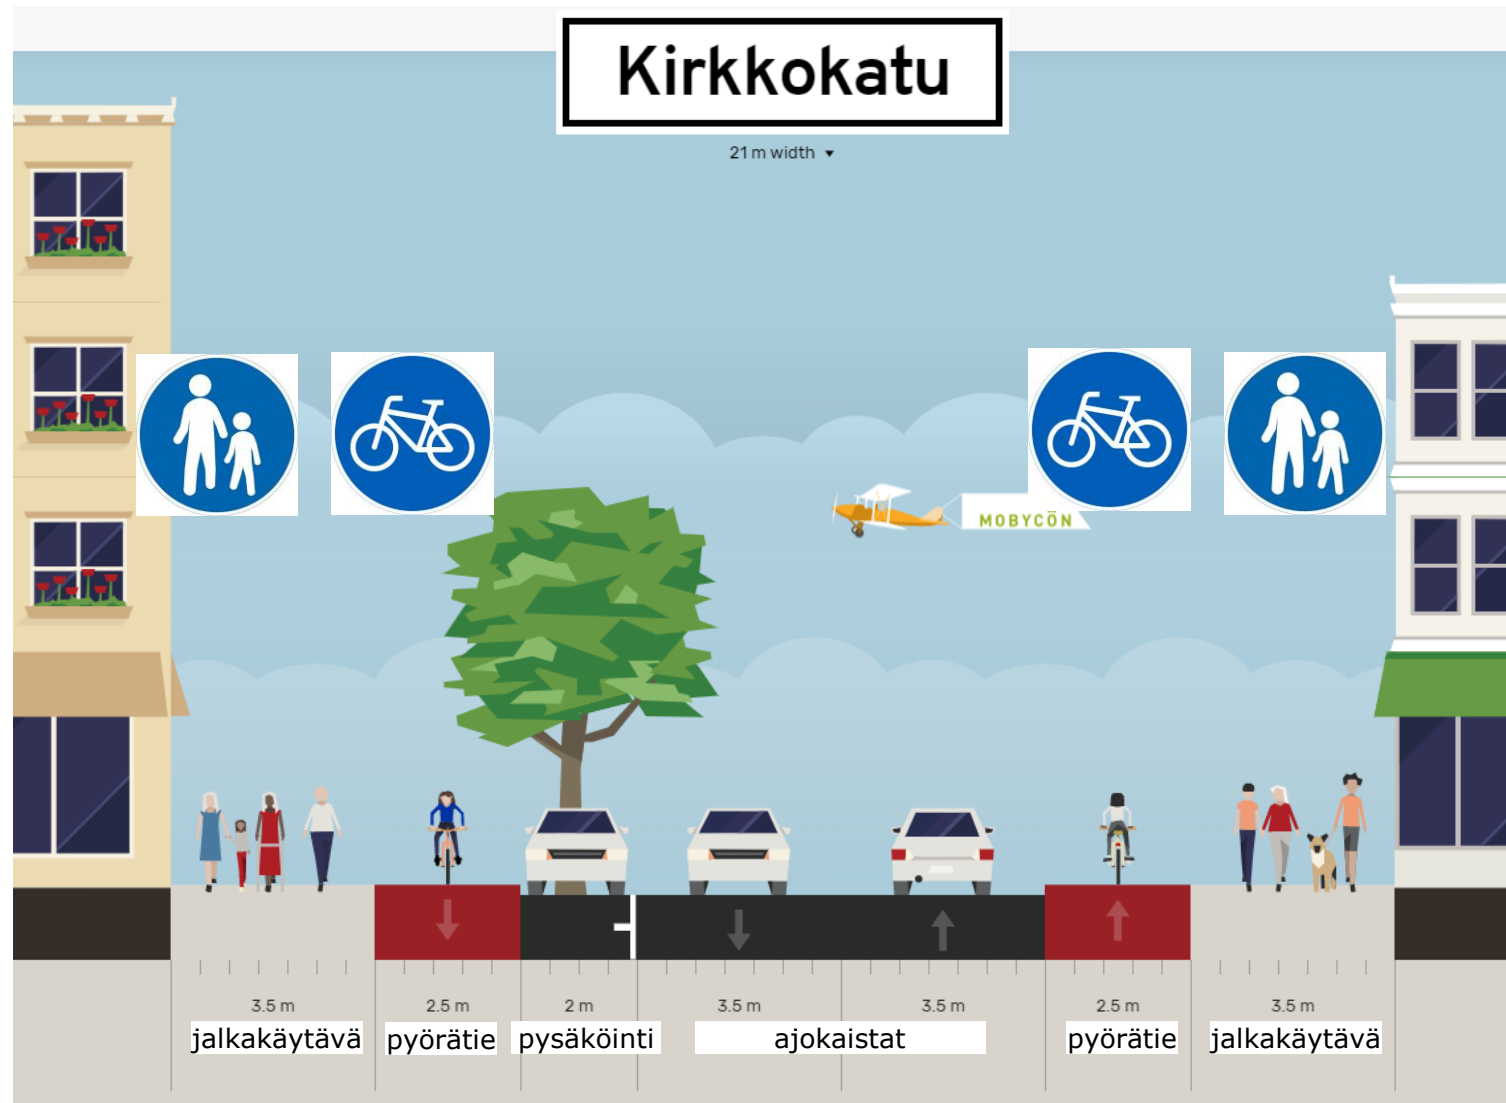 Kirkkokatu
21 m width ▼
MOBYCŌN
3.5 m
2.5 m
2 m
3.5 m
3.5 m
2.5 m
3.5 m
jalkakäytävä
pyörätie
pysäköinti
ajokaistat
pyörätie
jalkakäytävä